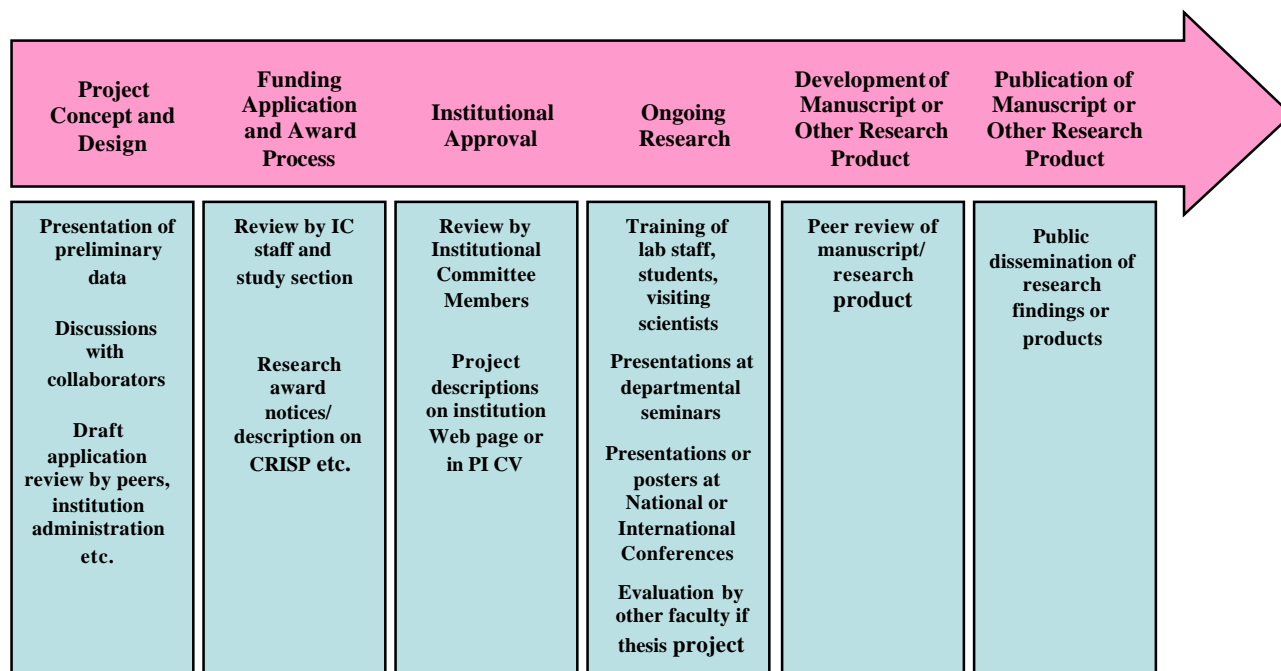 Project
Concept and
Design
Funding
Application
and Award
Process
Institutional
Approval
Ongoing
Research
Development of
Manuscript or
Other Research
Product
Publication of
Manuscript or
Other Research
Product
Presentation of
preliminary
data
Discussions
with
collaborators
Draft
application
review by peers,
institution
administration
etc.
Review by IC
staff and
study section
Research
award
notices/
description on
CRISP etc.
Review by
Institutional
Committee
Members
Project
descriptions
on institution
Web page or
in PI CV
Training of
lab staff,
students,
visiting
scientists
Presentations at
departmental
seminars
Presentations or
posters at
National or
International
Conferences
Evaluation by
other faculty if
thesis project
Peer review of
manuscript/
research
product
Public
dissemination of
research
findings or
products